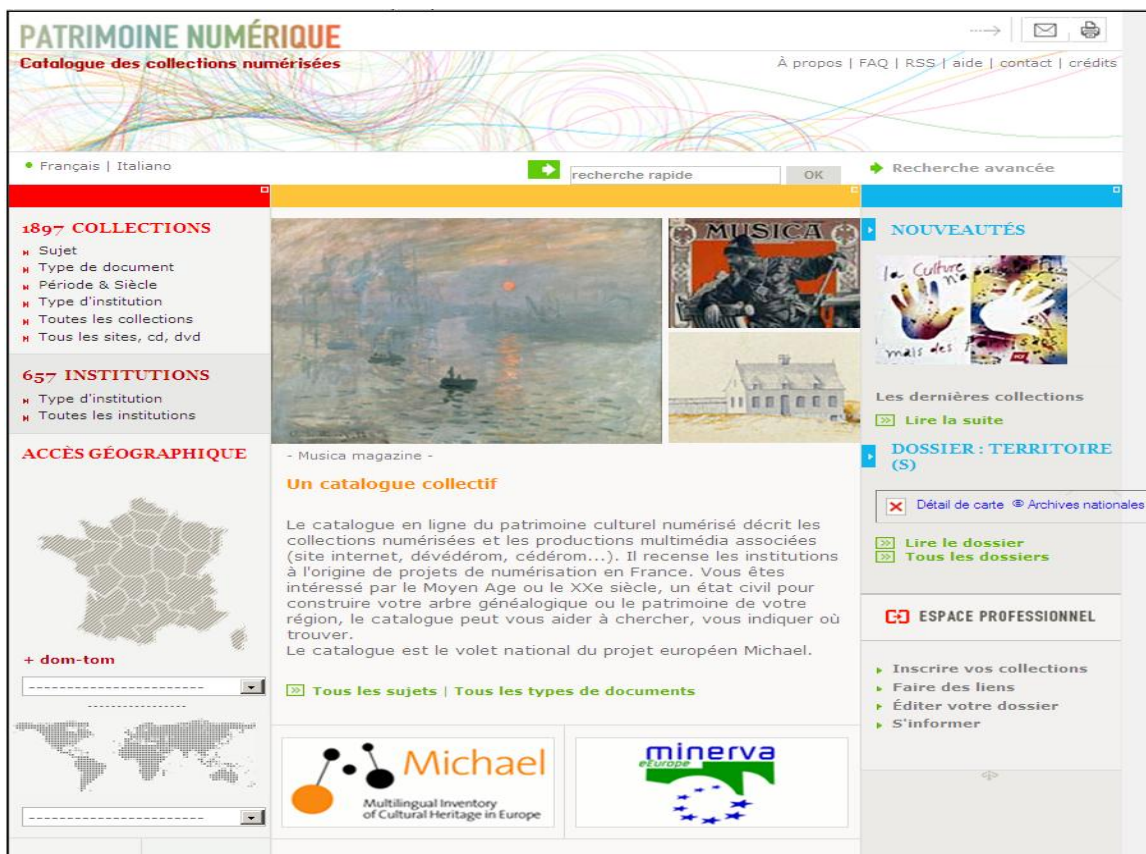 PATRIMOINE NUMÉRIQUE
Catalogue des collections numérisées
À propos | FAQ | RSS | aide | contact | crédits
Français | Italiano
recherche rapide
OK
Recherche avancée
1897 COLLECTIONS
Sujet
Type de document
Période & Siècle
Type d'institution
Toutes les collections
Tous les sites, cd, dvd
657 INSTITUTIONS
Type d'institution
Toutes les institutions
ACCÈS GÉOGRAPHIQUE
+ dom-tom
MUSICA
- Musica magazine -
Un catalogue collectif
Le catalogue en ligne du patrimoine culturel numérisé décrit les
collections numérisées et les productions multimédia associées
(site internet, dévédérom, cédérom...). Il recense les institutions
à l'origine de projets de numérisation en France. Vous êtes
intéressé par le Moyen Age ou le XXe siècle, un état civil pour
construire votre arbre généalogique ou le patrimoine de votre
région, le catalogue peut vous aider à chercher, vous indiquer où
trouver.
Le catalogue est le volet national du projet européen Michael.
Tous les sujets | Tous les types de documents
Michael
Multilingual Inventory
of Cultural Heritage in Europe
minerva
eEurope
NOUVEAUTÉS
la Culture
n'a
mais des
Les dernières collections
Lire la suite
DOSSIER : TERRITOIRE
(S)
Détail de carte © Archives nationales
Lire le dossier
Tous les dossiers
ESPACE PROFESSIONNEL
Inscrire vos collections
Faire des liens
Éditer votre dossier
S'informer